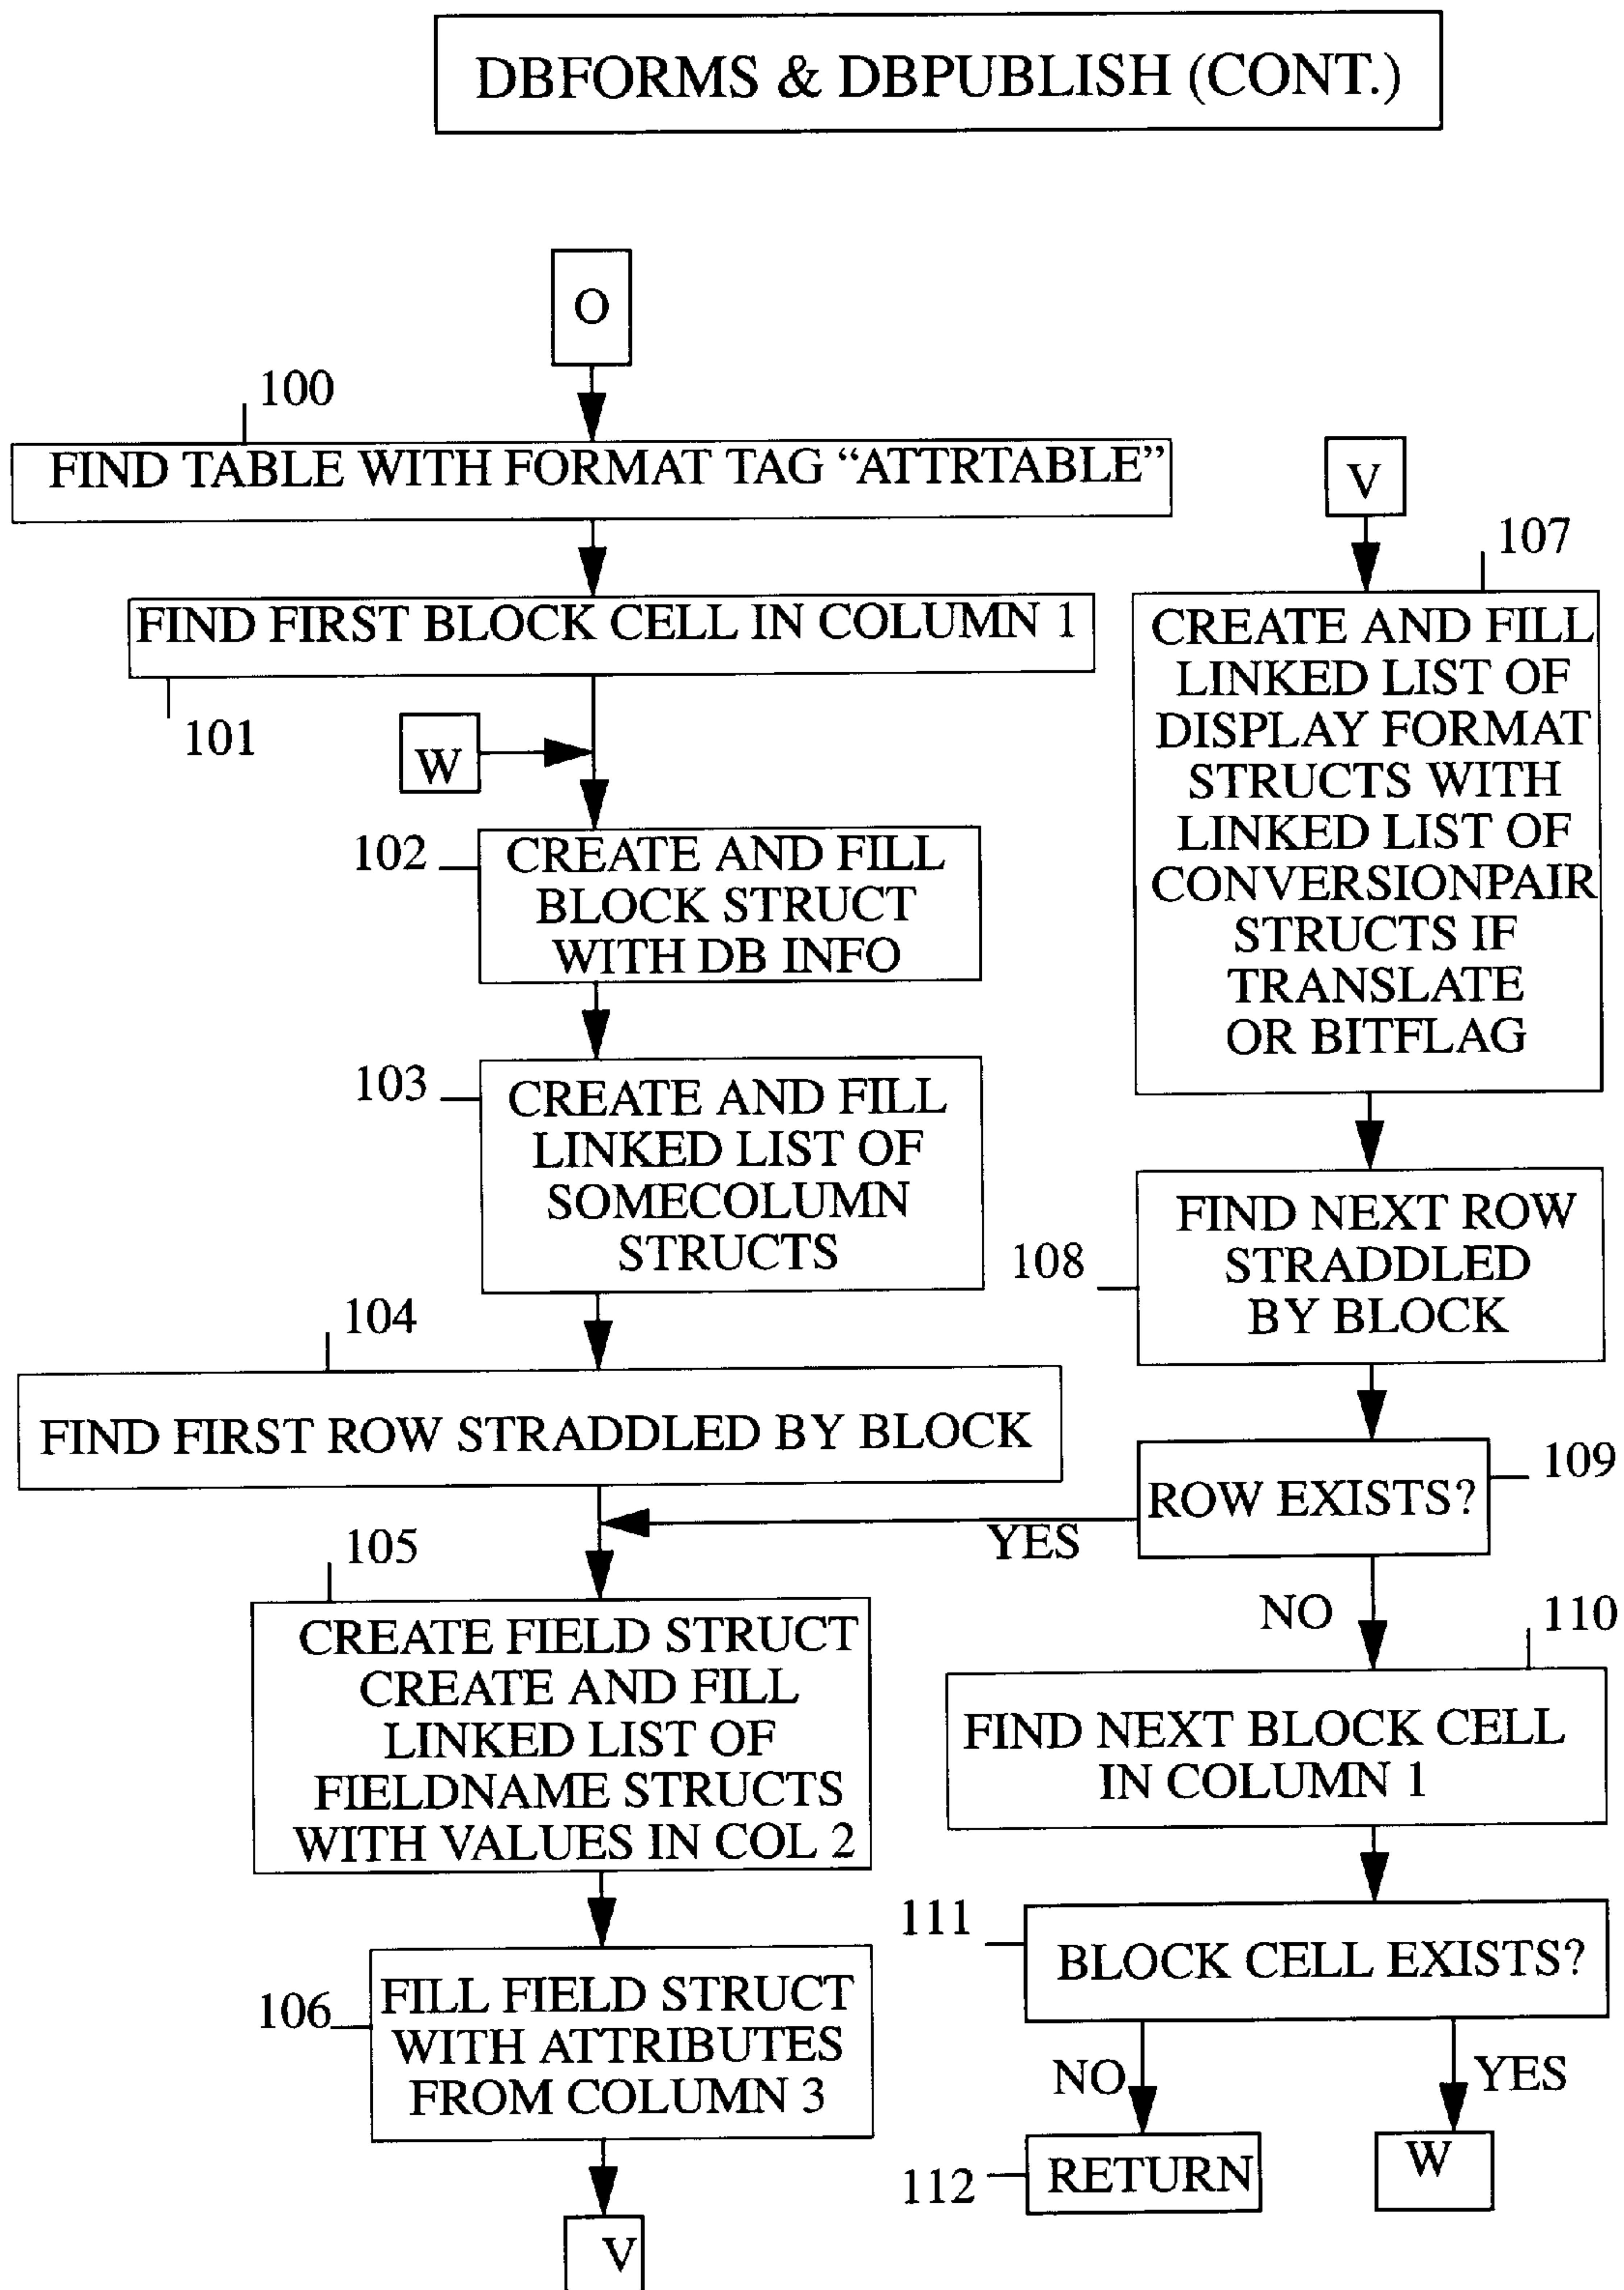 DBFORMS & DBPUBLISH (CONT.)
O
100
FIND TABLE WITH FORMAT TAG “ATTRTABLE”
FIND FIRST BLOCK CELL IN COLUMN 1
101
W
102
CREATE AND FILL
BLOCK STRUCT
WITH DB INFO
103
CREATE AND FILL
LINKED LIST OF
SOMECOLUMN
STRUCTS
104
FIND FIRST ROW STRADDLED BY BLOCK
105
CREATE FIELD STRUCT
CREATE AND FILL
LINKED LIST OF
FIELDNAME STRUCTS
WITH VALUES IN COL 2
106
FILL FIELD STRUCT
WITH ATTRIBUTES
FROM COLUMN 3
V
V
107
CREATE AND FILL
LINKED LIST OF
DISPLAY FORMAT
STRUCTS WITH
LINKED LIST OF
CONVERSIONPAIR
STRUCTS IF
TRANSLATE
OR BITFLAG
108
FIND NEXT ROW
STRADDLED
BY BLOCK
109
ROW EXISTS?
YES
NO
110
FIND NEXT BLOCK CELL
IN COLUMN 1
111
BLOCK CELL EXISTS?
NO
YES
112
RETURN
W